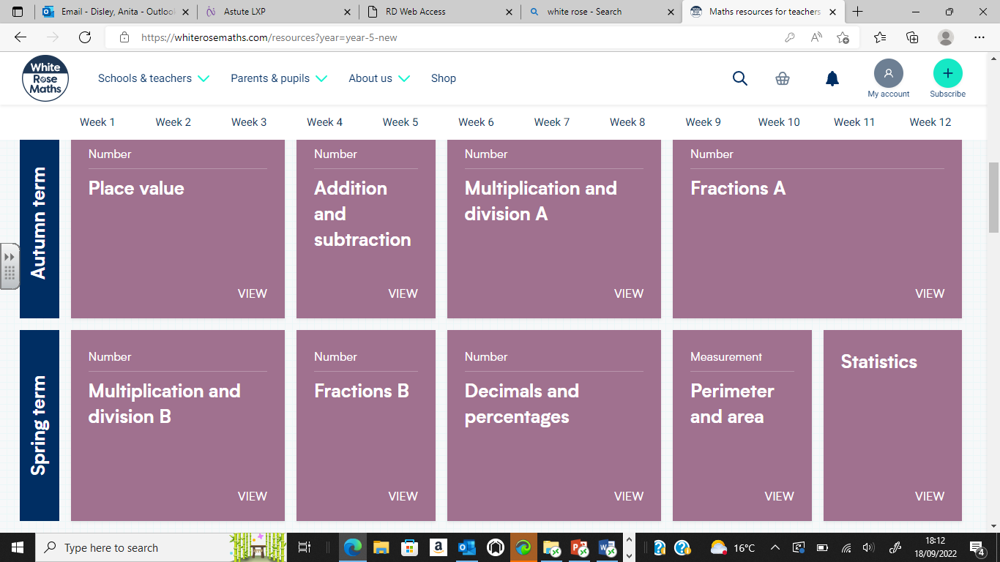 Email - Disley, Anita - Outloo
Astute LXP
RD Web Access
white rose - Search
Maths resources for teachers
https://whiterosemaths.com/resources?year=year-5-new
White
Rose
Maths
Schools & teachers
Parents & pupils
About us
Shop
My account
Subscribe
Week 1
Week 2
Week 3
Week 4
Week 5
Week 6
Week 7
Week 8
Week 9
Week 10
Week 11
Week 12
Autumn term
Number
Place value
VIEW
Number
Addition
and
subtraction
VIEW
Number
Multiplication and
division A
VIEW
Number
Fractions A
VIEW
Spring term
Number
Multiplication and
division B
VIEW
Number
Fractions B
VIEW
Number
Decimals and
percentages
VIEW
Measurement
Perimeter
and area
VIEW
Statistics
VIEW
Type here to search
16°C
18:12
18/09/2022
4